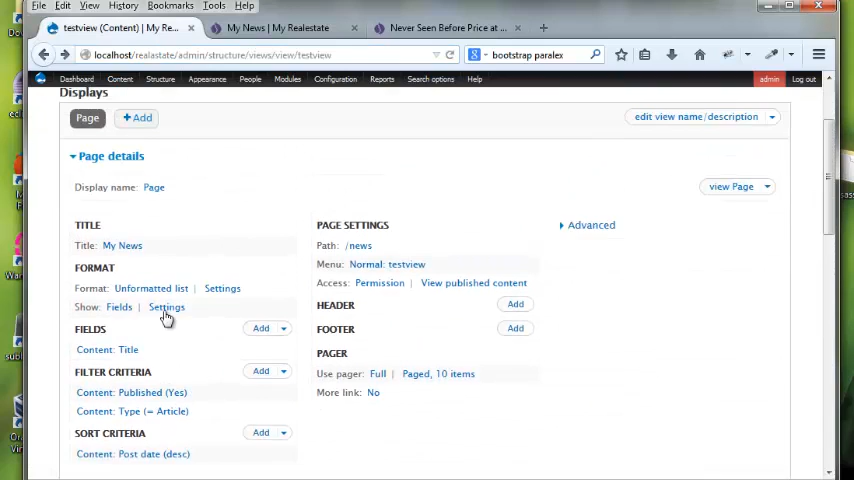 File Edit View History Bookmarks Tools Help
testview (Content) | My Re... × My News | My Realestate × Never Seen Before Price at ... × +
localhost/realastate/admin/structure/views/view/testview bootstrap paralex
Dashboard Content Structure Appearance People Modules Configuration Reports Search options Help admin Log out
Displays
Page +Add edit view name/description
Page details
Display name: Page view Page
TITLE PAGE SETTINGS Advanced
Title: My News Path: /news
FORMAT Menu: Normal: testview
Format: Unformatted list | Settings Access: Permission | View published content
Show: Fields | Settings HEADER Add
FIELDS Add FOOTER Add
Content: Title PAGER
FILTER CRITERIA Add Use pager: Full | Paged, 10 items
Content: Published (Yes) More link: No
Content: Type (= Article)
SORT CRITERIA Add
Content: Post date (desc)